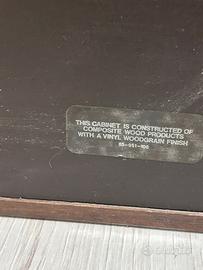 THIS CABINET IS CONSTRUCTED OF
COMPOSITE WOOD PRODUCTS
WITH A VINYL WOODGRAIN FINISH